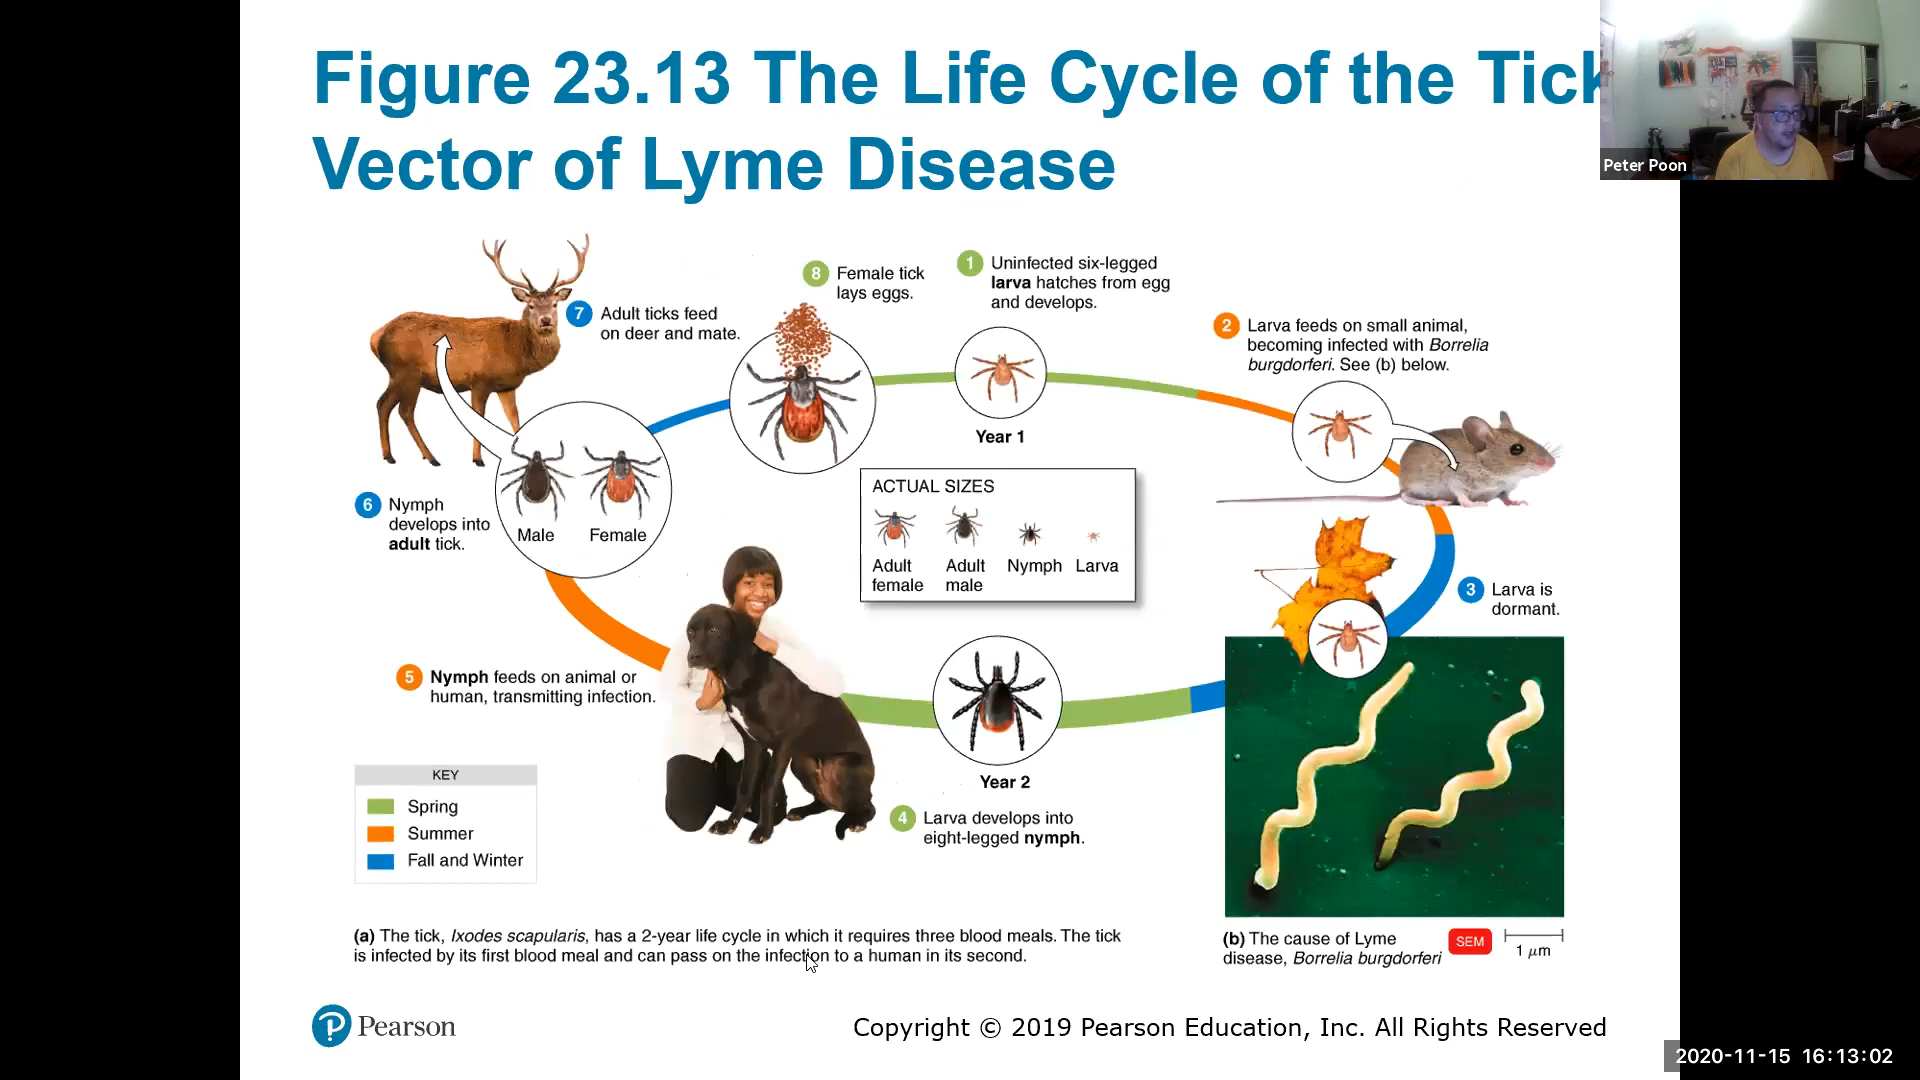 Figure 23.13 The Life Cycle of the Tick
Vector of Lyme Disease
Peter Poon
8 Female tick
lays eggs.
1 Uninfected six-legged
larva hatches from egg
and develops.
7 Adult ticks feed
on deer and mate.
2 Larva feeds on small animal,
becoming infected with Borrelia
burgdorferi. See (b) below.
Year 1
ACTUAL SIZES
Adult
female
Adult
male
Nymph
Larva
6 Nymph
develops into
adult tick.
Male
Female
3 Larva is
dormant.
5 Nymph feeds on animal or
human, transmitting infection.
Year 2
4 Larva develops into
eight-legged nymph.
KEY
Spring
Summer
Fall and Winter
(a) The tick, Ixodes scapularis, has a 2-year life cycle in which it requires three blood meals. The tick
is infected by its first blood meal and can pass on the infection to a human in its second.
(b) The cause of Lyme
disease, Borrelia burgdorferi
SEM
1 μm
P Pearson
Copyright © 2019 Pearson Education, Inc. All Rights Reserved
2020-11-15 16:13:02